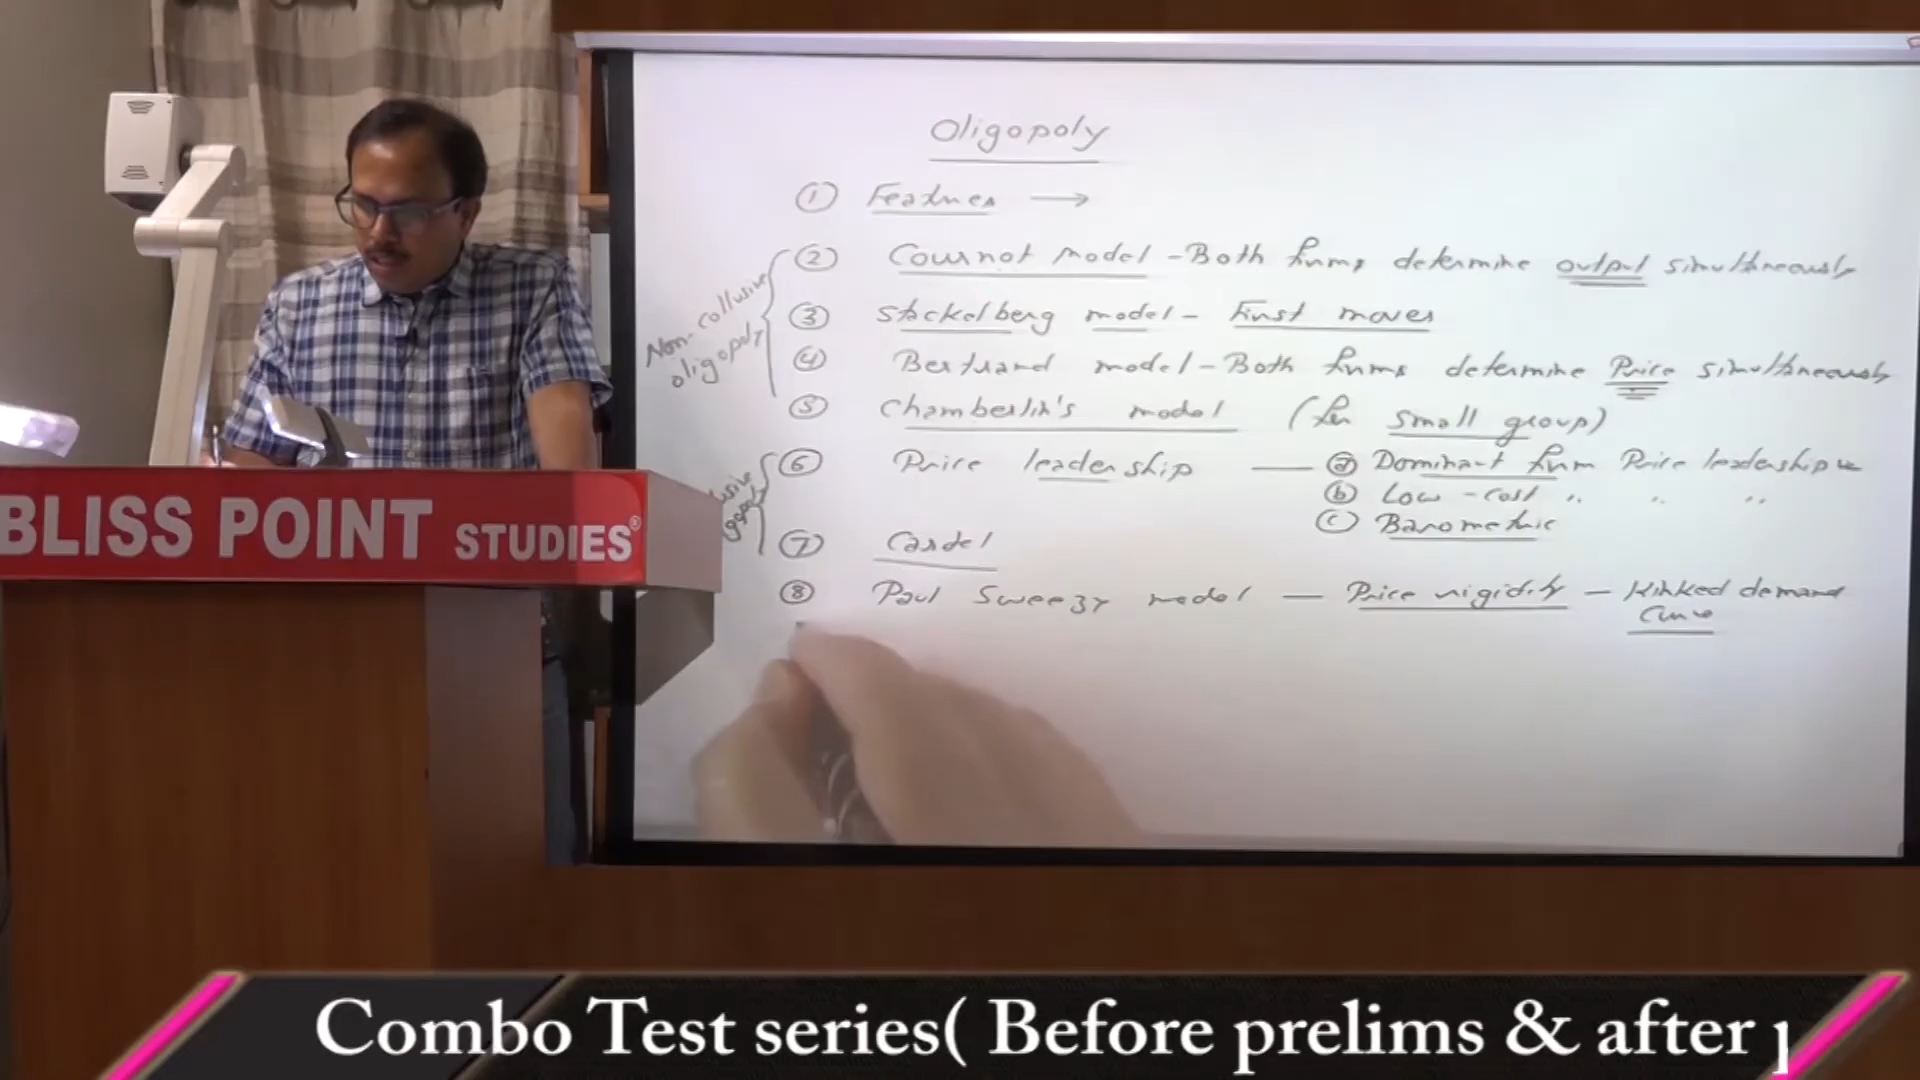 Oligopoly
① Features →
② Cournot model - Both firms determine output simultaneously
③ Stackelberg model - First moves
④ Bertrand model - Both firms determine Price simultaneously
⑤ Chamberlin's model (for small group)
Non-collusive oligopoly
⑥ Price leadership — ⓐ Dominant firm Price leadership
ⓑ Low-cost " " "
ⓒ Barometric
⑦ Cartel
⑧ Paul Sweezy model — Price rigidity — Kinked demand
Curve
BLISS POINT STUDIES®
Combo Test series( Before prelims & after